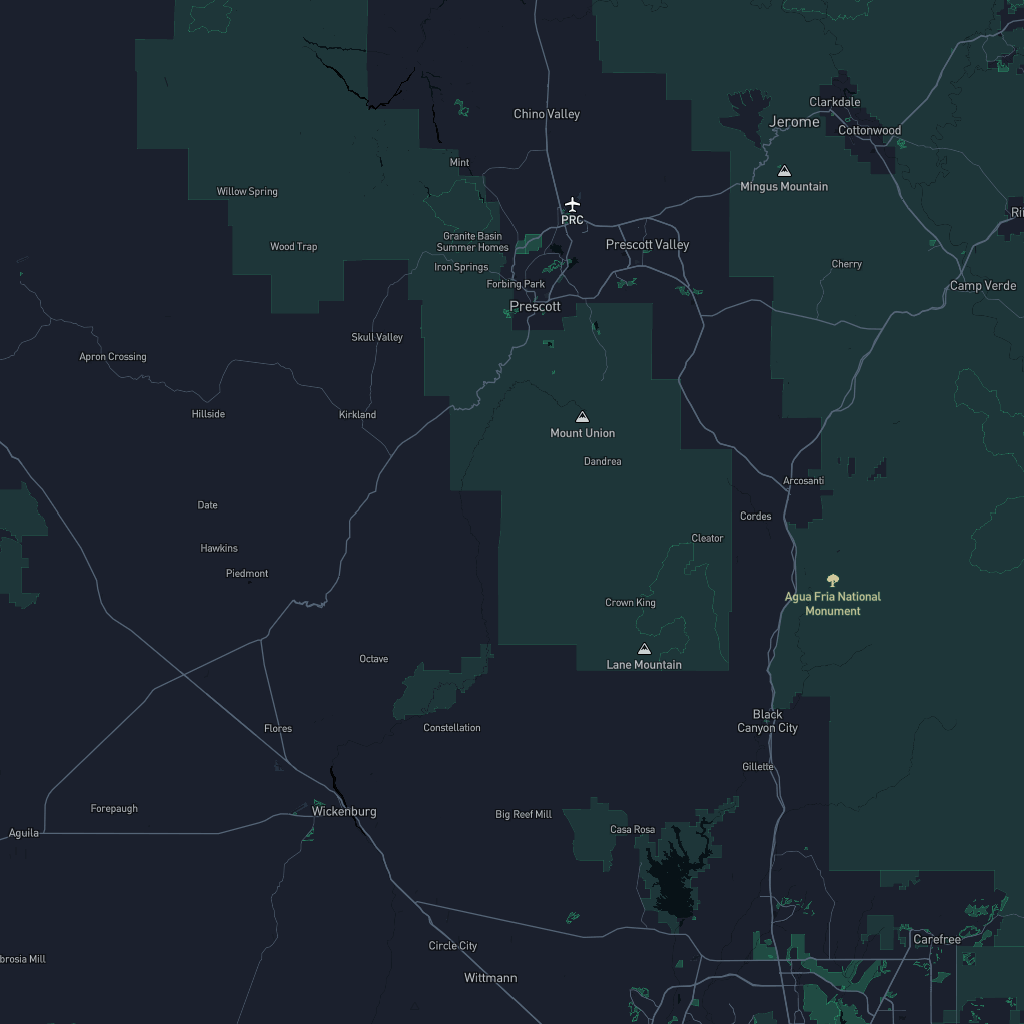 Clarkdale
Chino Valley
Jerome
Cottonwood
Mint
Mingus Mountain
Willow Spring
PRC
Granite Basin
Summer Homes
Prescott Valley
Wood Trap
Iron Springs
Cherry
Forbing Park
Camp Verde
Prescott
Skull Valley
Apron Crossing
Hillside
Kirkland
Mount Union
Dandrea
Arcosanti
Date
Cordes
Cleator
Hawkins
Piedmont
Agua Fria National
Monument
Crown King
Octave
Lane Mountain
Black
Canyon City
Flores
Constellation
Gillette
Forepaugh
Wickenburg
Big Reef Mill
Aguila
Casa Rosa
Carefree
Circle City
brosia Mill
Wittmann